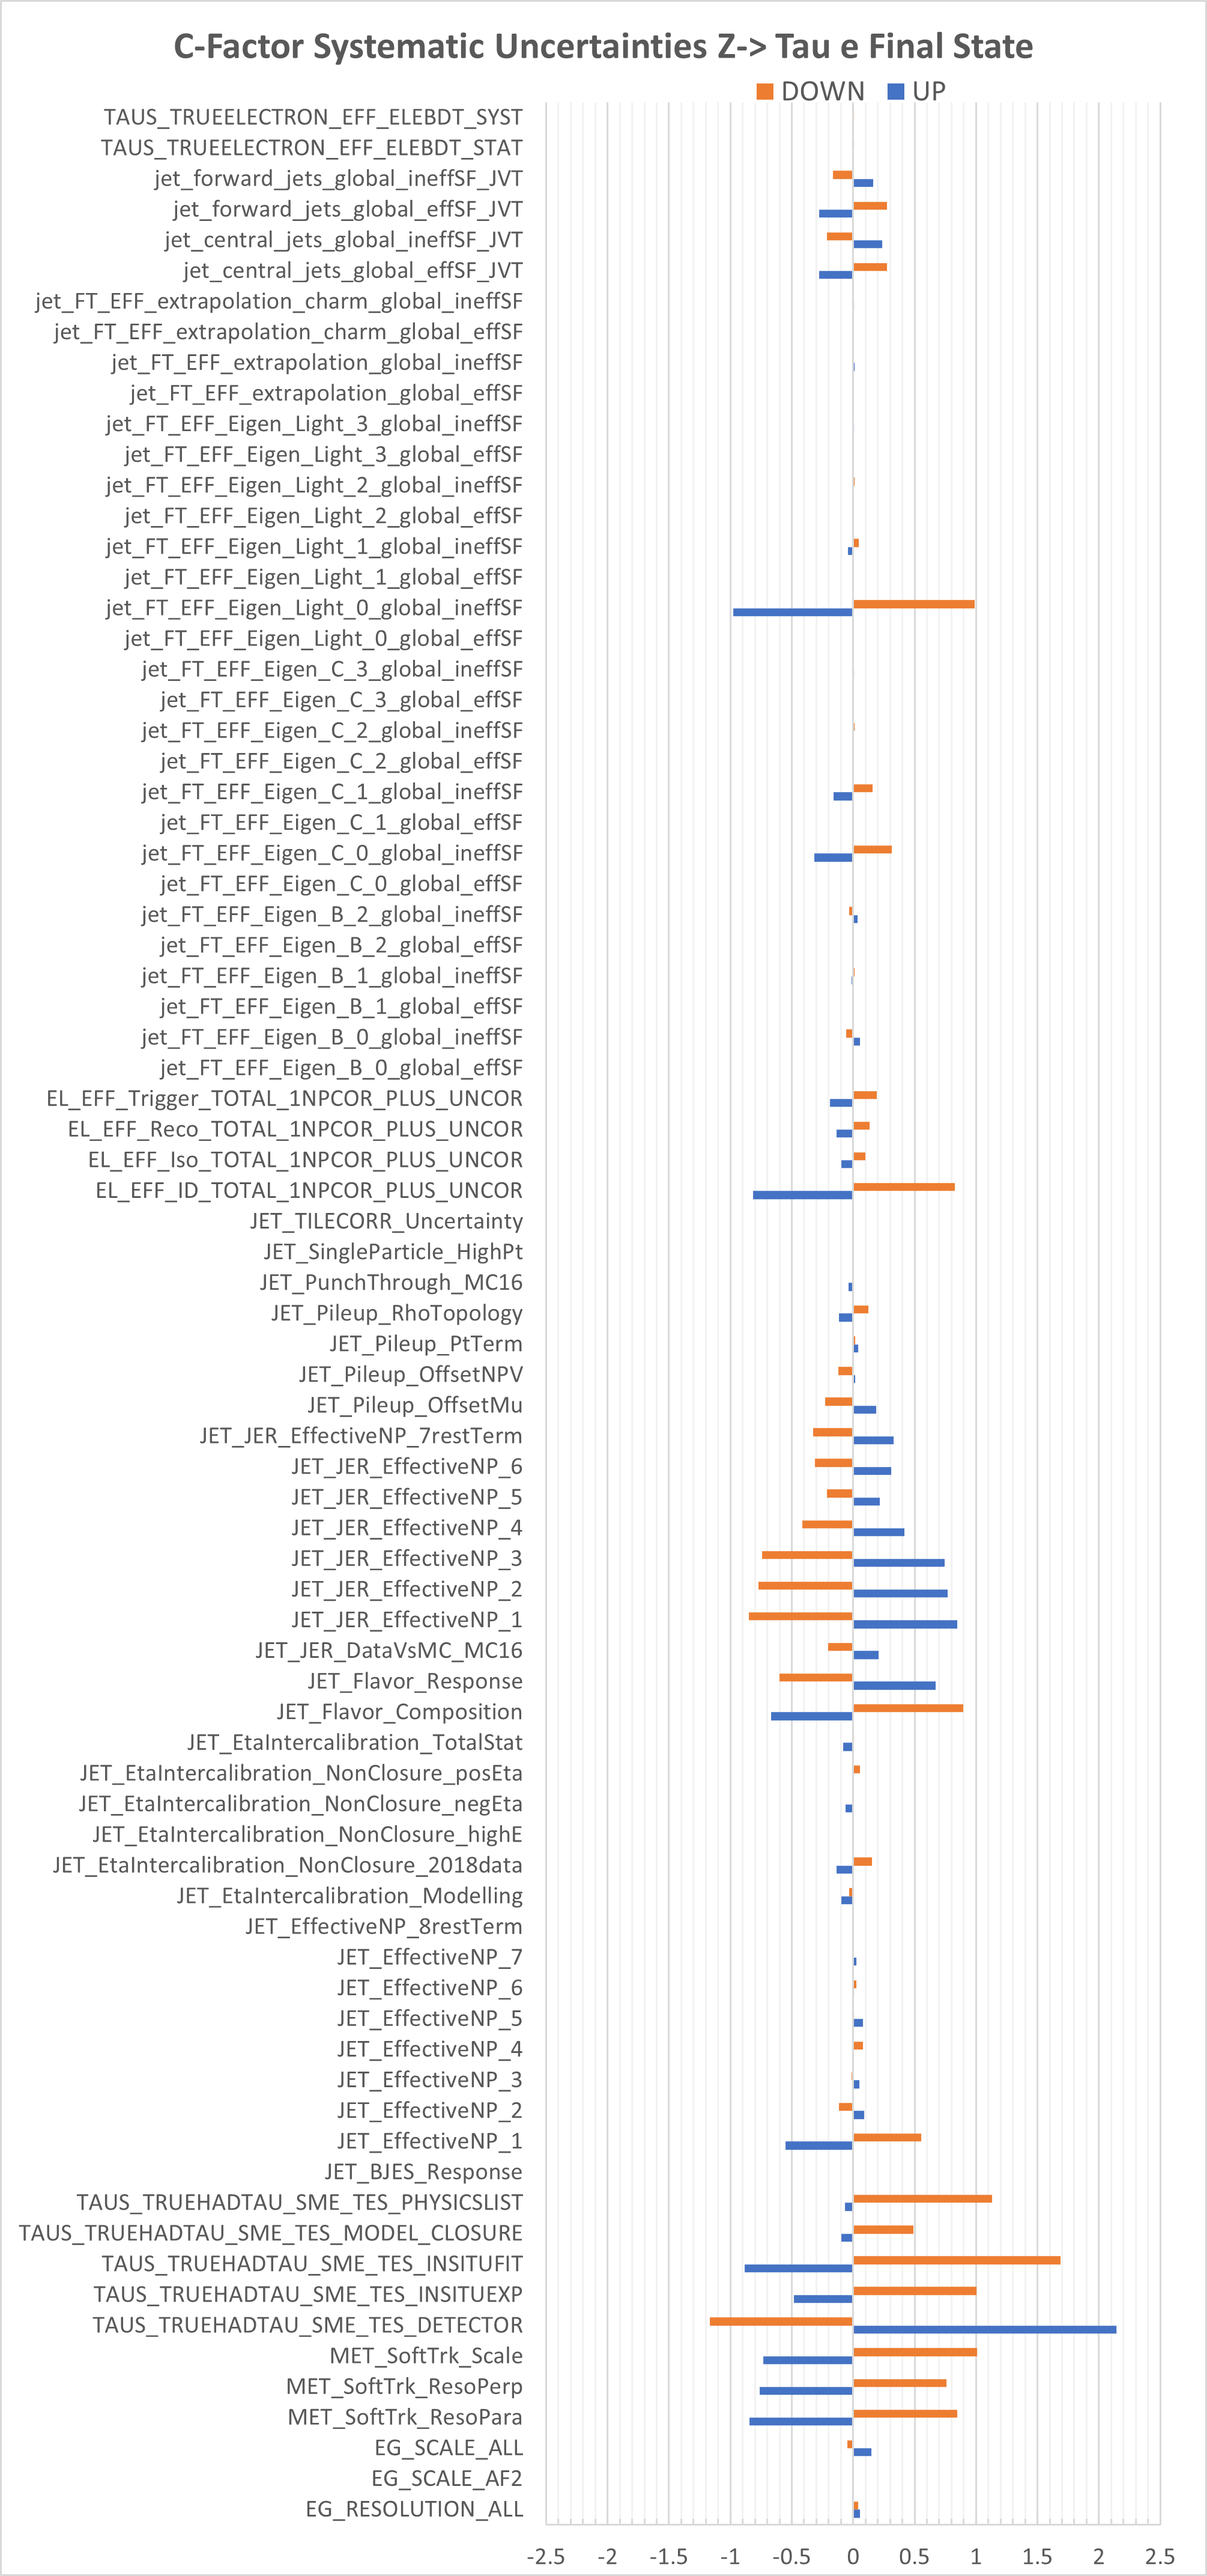 C-Factor Systematic Uncertainties Z-> Tau e Final State
DOWN UP
TAUS_TRUEELECTRON_EFF_ELEBDT_SYST
TAUS_TRUEELECTRON_EFF_ELEBDT_STAT
jet_forward_jets_global_ineffSF_JVT
jet_forward_jets_global_effSF_JVT
jet_central_jets_global_ineffSF_JVT
jet_central_jets_global_effSF_JVT
jet_FT_EFF_extrapolation_charm_global_ineffSF
jet_FT_EFF_extrapolation_charm_global_effSF
jet_FT_EFF_extrapolation_global_ineffSF
jet_FT_EFF_extrapolation_global_effSF
jet_FT_EFF_Eigen_Light_3_global_ineffSF
jet_FT_EFF_Eigen_Light_3_global_effSF
jet_FT_EFF_Eigen_Light_2_global_ineffSF
jet_FT_EFF_Eigen_Light_2_global_effSF
jet_FT_EFF_Eigen_Light_1_global_ineffSF
jet_FT_EFF_Eigen_Light_1_global_effSF
jet_FT_EFF_Eigen_Light_0_global_ineffSF
jet_FT_EFF_Eigen_Light_0_global_effSF
jet_FT_EFF_Eigen_C_3_global_ineffSF
jet_FT_EFF_Eigen_C_3_global_effSF
jet_FT_EFF_Eigen_C_2_global_ineffSF
jet_FT_EFF_Eigen_C_2_global_effSF
jet_FT_EFF_Eigen_C_1_global_ineffSF
jet_FT_EFF_Eigen_C_1_global_effSF
jet_FT_EFF_Eigen_C_0_global_ineffSF
jet_FT_EFF_Eigen_C_0_global_effSF
jet_FT_EFF_Eigen_B_2_global_ineffSF
jet_FT_EFF_Eigen_B_2_global_effSF
jet_FT_EFF_Eigen_B_1_global_ineffSF
jet_FT_EFF_Eigen_B_1_global_effSF
jet_FT_EFF_Eigen_B_0_global_ineffSF
jet_FT_EFF_Eigen_B_0_global_effSF
EL_EFF_Trigger_TOTAL_1NPCOR_PLUS_UNCOR
EL_EFF_Reco_TOTAL_1NPCOR_PLUS_UNCOR
EL_EFF_Iso_TOTAL_1NPCOR_PLUS_UNCOR
EL_EFF_ID_TOTAL_1NPCOR_PLUS_UNCOR
JET_TILECORR_Uncertainty
JET_SingleParticle_HighPt
JET_PunchThrough_MC16
JET_Pileup_RhoTopology
JET_Pileup_PtTerm
JET_Pileup_OffsetNPV
JET_Pileup_OffsetMu
JET_JER_EffectiveNP_7restTerm
JET_JER_EffectiveNP_6
JET_JER_EffectiveNP_5
JET_JER_EffectiveNP_4
JET_JER_EffectiveNP_3
JET_JER_EffectiveNP_2
JET_JER_EffectiveNP_1
JET_JER_DataVsMC_MC16
JET_Flavor_Response
JET_Flavor_Composition
JET_EtaIntercalibration_TotalStat
JET_EtaIntercalibration_NonClosure_posEta
JET_EtaIntercalibration_NonClosure_negEta
JET_EtaIntercalibration_NonClosure_highE
JET_EtaIntercalibration_NonClosure_2018data
JET_EtaIntercalibration_Modelling
JET_EffectiveNP_8restTerm
JET_EffectiveNP_7
JET_EffectiveNP_6
JET_EffectiveNP_5
JET_EffectiveNP_4
JET_EffectiveNP_3
JET_EffectiveNP_2
JET_EffectiveNP_1
JET_BJES_Response
TAUS_TRUEHADTAU_SME_TES_PHYSICSLIST
TAUS_TRUEHADTAU_SME_TES_MODEL_CLOSURE
TAUS_TRUEHADTAU_SME_TES_INSITUFIT
TAUS_TRUEHADTAU_SME_TES_INSITUEXP
TAUS_TRUEHADTAU_SME_TES_DETECTOR
MET_SoftTrk_Scale
MET_SoftTrk_ResoPerp
MET_SoftTrk_ResoPara
EG_SCALE_ALL
EG_SCALE_AF2
EG_RESOLUTION_ALL
-2.5 -2 -1.5 -1 -0.5 0 0.5 1 1.5 2 2.5